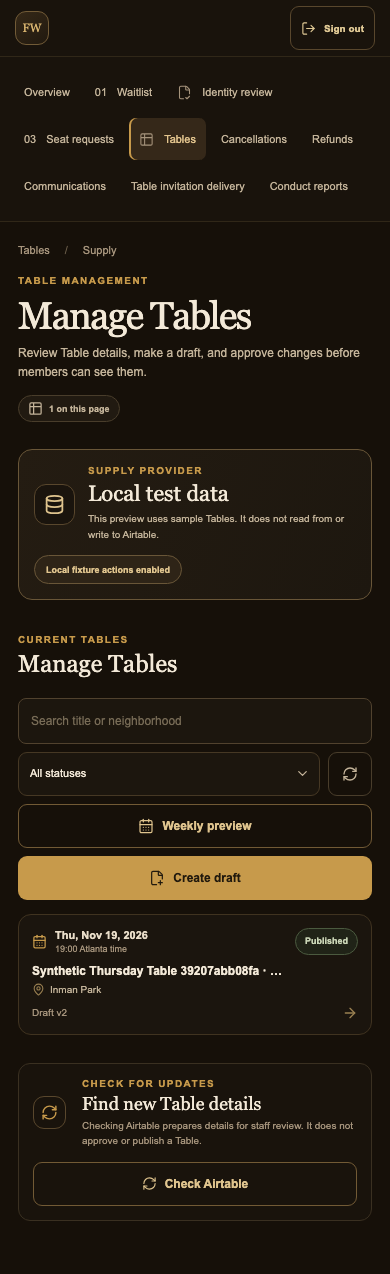 FW
Sign out
Overview
01 Waitlist
Identity review
03 Seat requests
Tables
Cancellations
Refunds
Communications
Table invitation delivery
Conduct reports
Tables / Supply
TABLE MANAGEMENT
Manage Tables
Review Table details, make a draft, and approve changes before
members can see them.
1 on this page
SUPPLY PROVIDER
Local test data
This preview uses sample Tables. It does not read from or
write to Airtable.
Local fixture actions enabled
CURRENT TABLES
Manage Tables
Search title or neighborhood
All statuses
Weekly preview
Create draft
Thu, Nov 19, 2026
19:00 Atlanta time
Published
Synthetic Thursday Table 39207abb08fa · ...
Inman Park
Draft v2
CHECK FOR UPDATES
Find new Table details
Checking Airtable prepares details for staff review. It does not
approve or publish a Table.
Check Airtable